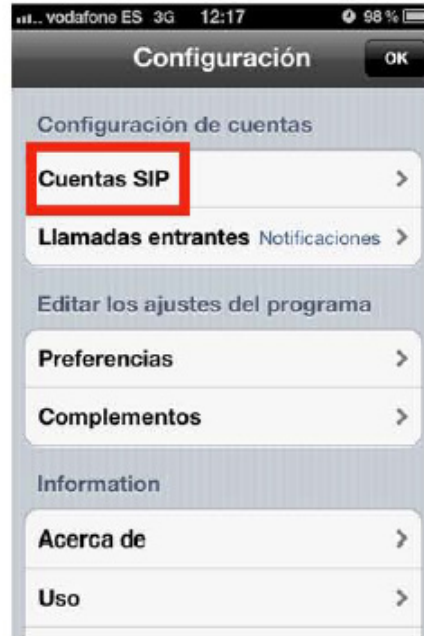 vodafone ES 3G 12:17 98 %
Configuración OK
Configuración de cuentas
Cuentas SIP
Llamadas entrantes Notificaciones
Editar los ajustes del programa
Preferencias
Complementos
Information
Acerca de
Uso